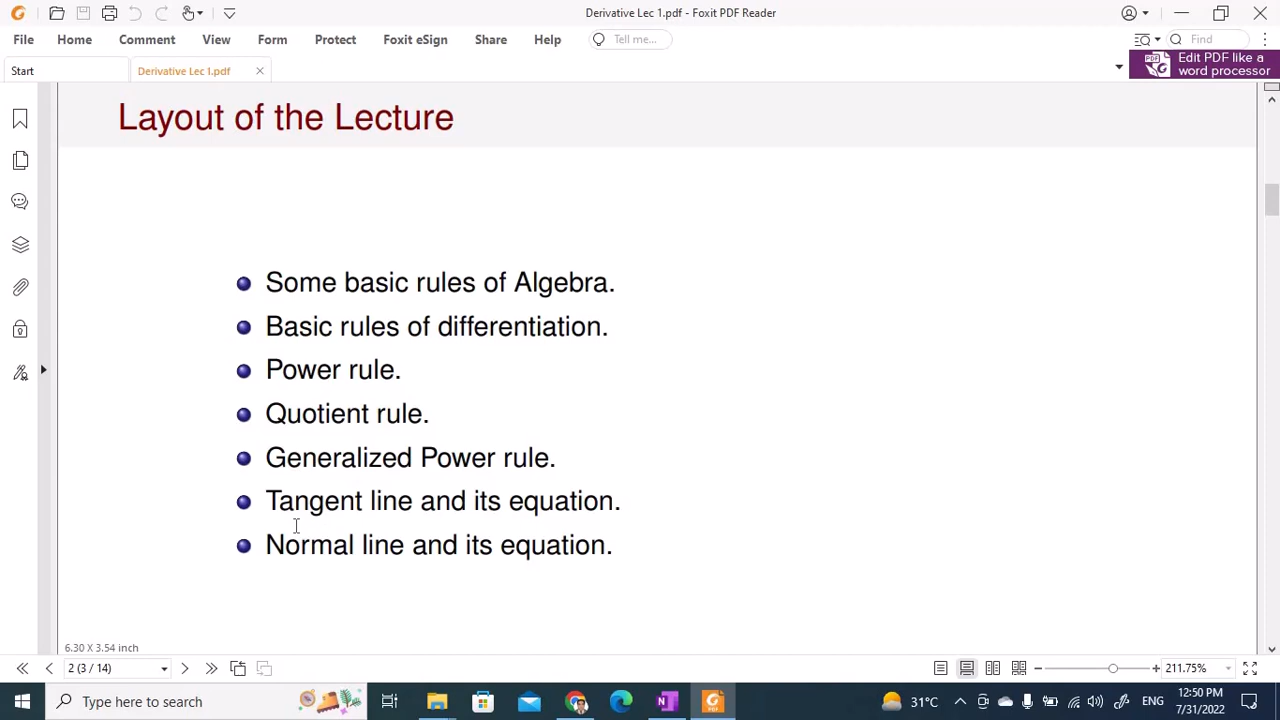 Derivative Lec 1.pdf - Foxit PDF Reader
File Home Comment View Form Protect Foxit eSign Share Help Tell me... Find
Start Derivative Lec 1.pdf
Edit PDF like a
word processor
Layout of the Lecture
Some basic rules of Algebra.
Basic rules of differentiation.
Power rule.
Quotient rule.
Generalized Power rule.
Tangent line and its equation.
Normal line and its equation.
6.30 X 3.54 inch
2 (3 / 14) 211.75%
Type here to search 31°C ENG 12:50 PM
7/31/2022